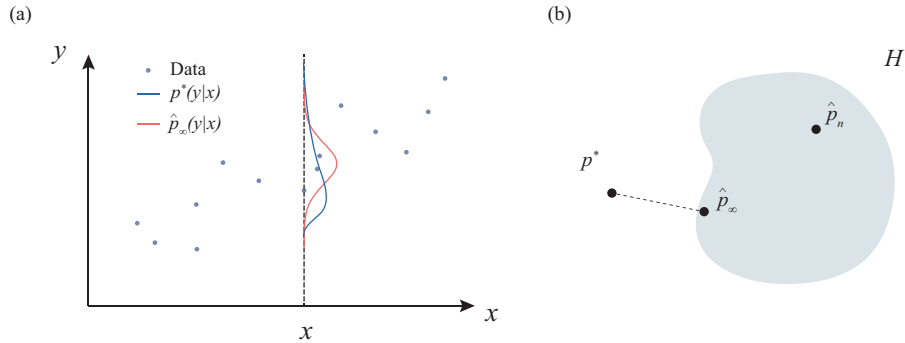 (a)
y
Data
p*(y|x)
p̂∞(y|x)
x
x
(b)
H
p̂n
p*
p̂∞